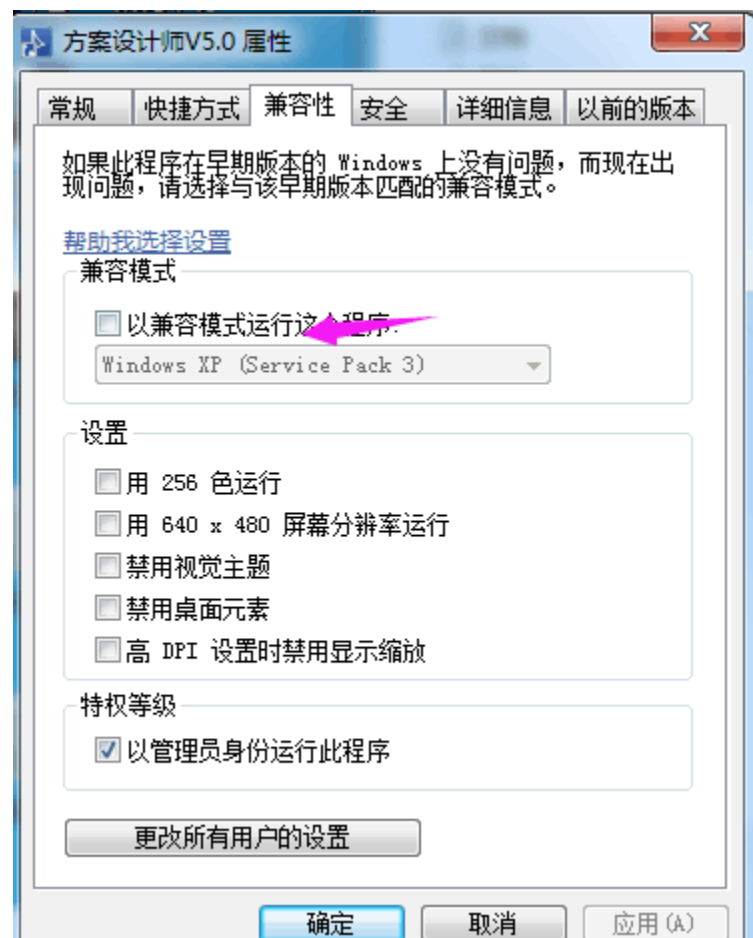 方案设计师V5.0 属性
常规 快捷方式 兼容性 安全 详细信息 以前的版本
如果此程序在早期版本的 Windows 上没有问题，而现在出
现问题，请选择与该早期版本匹配的兼容模式。
帮助我选择设置
兼容模式
以兼容模式运行这个程序:
Windows XP (Service Pack 3)
设置
用 256 色运行
用 640 x 480 屏幕分辨率运行
禁用视觉主题
禁用桌面元素
高 DPI 设置时禁用显示缩放
特权等级
以管理员身份运行此程序
更改所有用户的设置
确定 取消 应用(A)